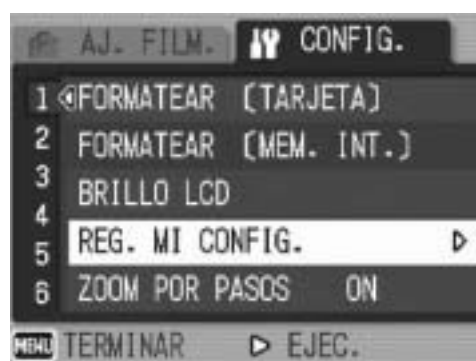 AJ. FILM. CONFIG.
1 FORMATEAR [TARJETA]
2 FORMATEAR [MEM. INT.]
3 BRILLO LCD
4
5 REG. MI CONFIG.
6 ZOOM POR PASOS ON
MENU TERMINAR EJEC.